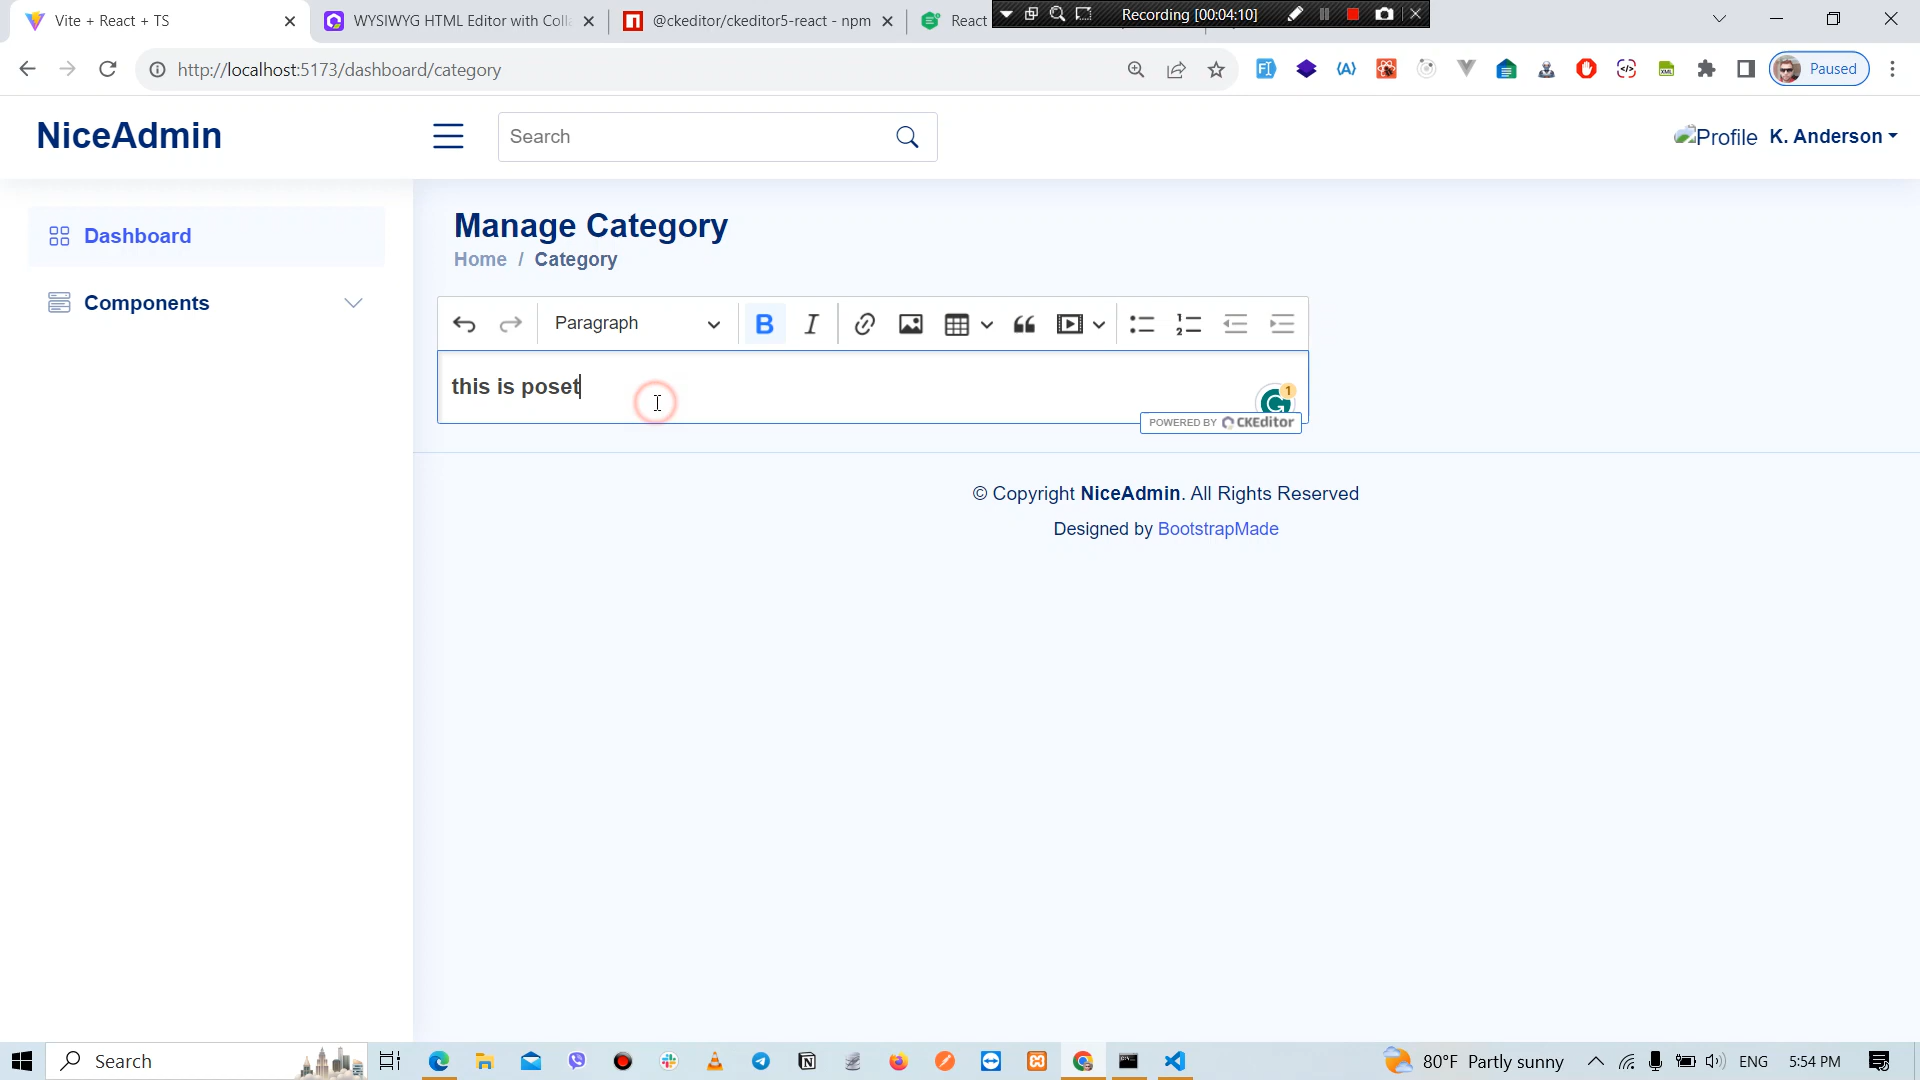 Vite + React + TS
WYSIWYG HTML Editor with Coll
@ckeditor/ckeditor5-react - npm
React
Recording [00:04:10]
http://localhost:5173/dashboard/category
Paused
NiceAdmin
Search
Profile K. Anderson
Dashboard
Components
Manage Category
Home / Category
Paragraph
B I
this is poset
1
POWERED BY CKEditor
© Copyright NiceAdmin. All Rights Reserved
Designed by BootstrapMade
Search
80°F Partly sunny
ENG
5:54 PM